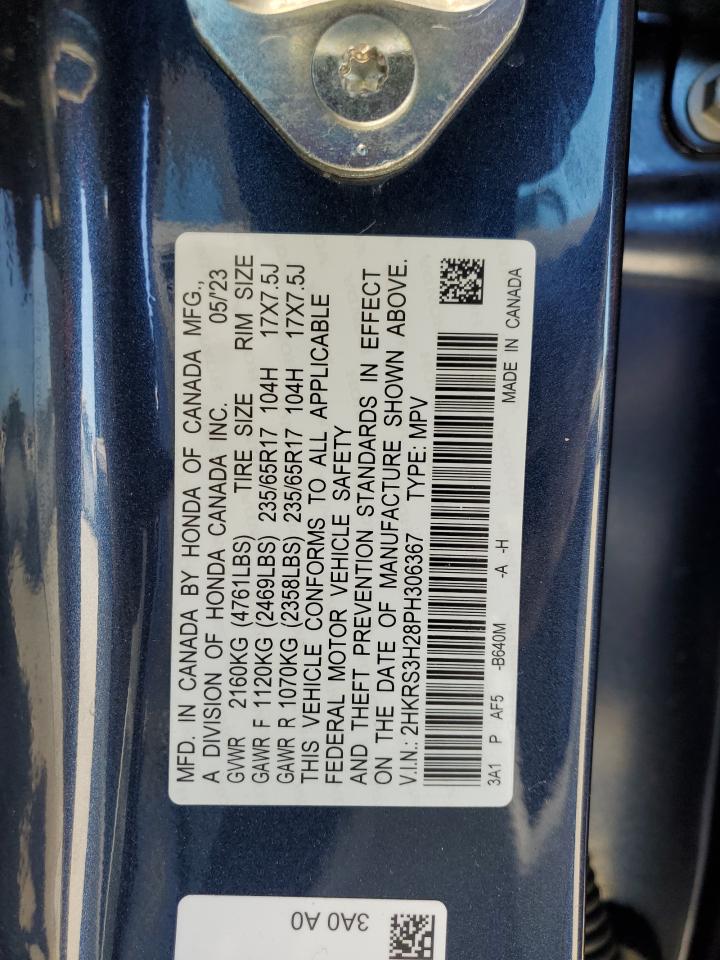 MFD. IN CANADA BY HONDA OF CANADA MFG.,
A DIVISION OF HONDA CANADA INC. 05/'23
GVWR 2160KG (4761LBS) TIRE SIZE RIM SIZE
GAWR F 1120KG (2469LBS) 235/65R17 104H 17X7.5J
GAWR R 1070KG (2358LBS) 235/65R17 104H 17X7.5J
THIS VEHICLE CONFORMS TO ALL APPLICABLE
FEDERAL MOTOR VEHICLE SAFETY
AND THEFT PREVENTION STANDARDS IN EFFECT
ON THE DATE OF MANUFACTURE SHOWN ABOVE.
V.I.N.: 2HKRS3H28PH306367 TYPE: MPV
3A1 P AF5 -B640M -A -H
MADE IN CANADA
3A0 A0